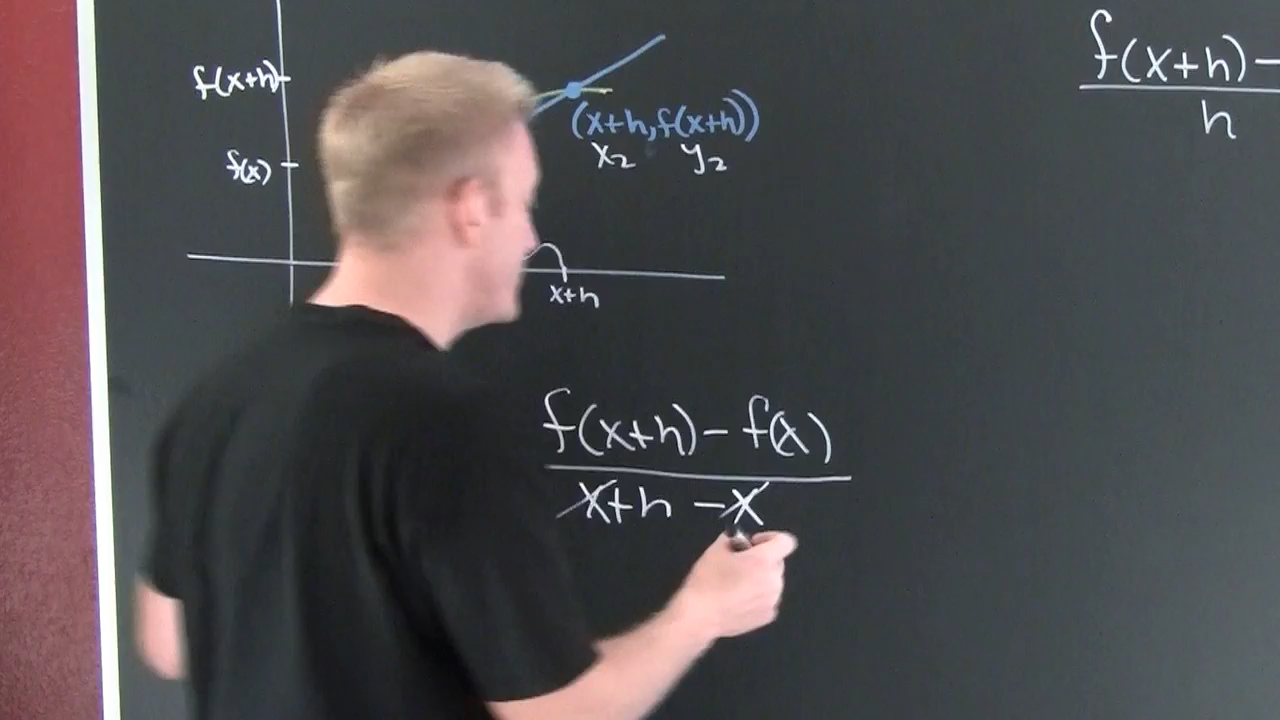 f(x+h)
f(x)
(x+h, f(x+h))
x₂ y₂
x+h
f(x+h) - f(x)
x+h - x
f(x+h) -
h